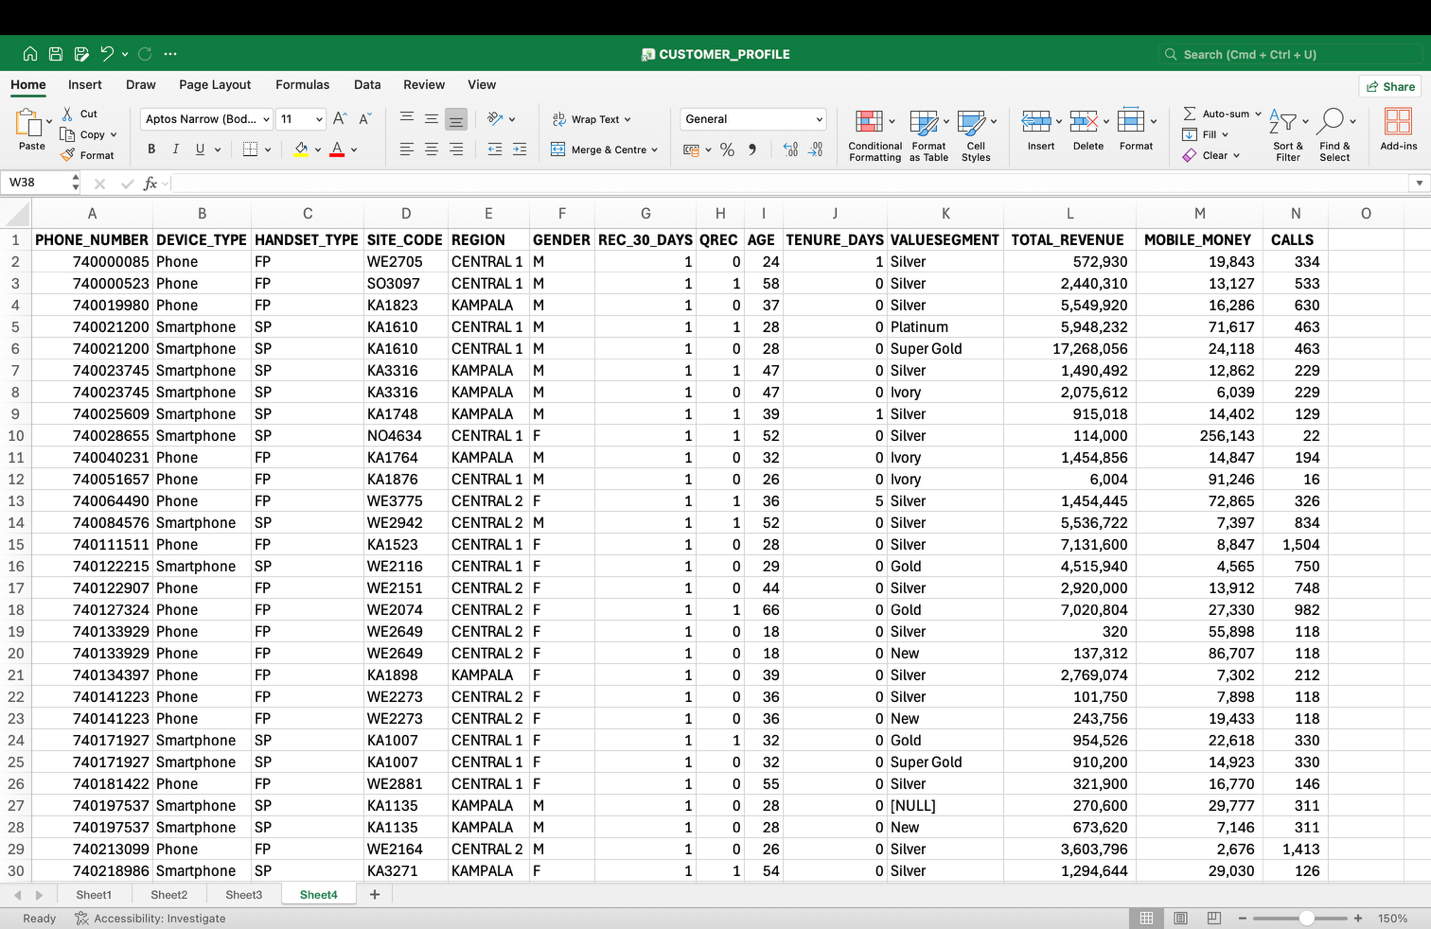 CUSTOMER_PROFILE
Search (Cmd + Ctrl + U)
Home Insert Draw Page Layout Formulas Data Review View Share
Paste Cut Copy Format
Aptos Narrow (Bod... 11 A A
B I U A
Wrap Text
Merge & Centre
General
% 
Conditional Formatting Format as Table Cell Styles
Insert Delete Format
Auto-sum Fill Clear
Sort & Filter Find & Select Add-ins
W38 fx
A B C D E F G H I J K L M N O
1 PHONE_NUMBER DEVICE_TYPE HANDSET_TYPE SITE_CODE REGION GENDER REC_30_DAYS QREC AGE TENURE_DAYS VALUESEGMENT TOTAL_REVENUE MOBILE_MONEY CALLS
2 740000085 Phone FP WE2705 CENTRAL 1 M 1 0 24 1 Silver 572,930 19,843 334
3 740000523 Phone FP SO3097 CENTRAL 1 M 1 1 58 0 Silver 2,440,310 13,127 533
4 740019980 Phone FP KA1823 KAMPALA M 1 0 37 0 Silver 5,549,920 16,286 630
5 740021200 Smartphone SP KA1610 CENTRAL 1 M 1 1 28 0 Platinum 5,948,232 71,617 463
6 740021200 Smartphone SP KA1610 CENTRAL 1 M 1 0 28 0 Super Gold 17,268,056 24,118 463
7 740023745 Smartphone SP KA3316 KAMPALA M 1 1 47 0 Silver 1,490,492 12,862 229
8 740023745 Smartphone SP KA3316 KAMPALA M 1 0 47 0 Ivory 2,075,612 6,039 229
9 740025609 Smartphone SP KA1748 KAMPALA M 1 1 39 1 Silver 915,018 14,402 129
10 740028655 Smartphone SP NO4634 CENTRAL 1 F 1 1 52 0 Silver 114,000 256,143 22
11 740040231 Phone FP KA1764 KAMPALA M 1 0 32 0 Ivory 1,454,856 14,847 194
12 740051657 Phone FP KA1876 CENTRAL 1 M 1 0 26 0 Ivory 6,004 91,246 16
13 740064490 Phone FP WE3775 CENTRAL 2 F 1 1 36 5 Silver 1,454,445 72,865 326
14 740084576 Smartphone SP WE2942 CENTRAL 2 M 1 1 52 0 Silver 5,536,722 7,397 834
15 740111511 Phone FP KA1523 CENTRAL 1 F 1 0 28 0 Silver 7,131,600 8,847 1,504
16 740122215 Smartphone SP WE2116 CENTRAL 1 F 1 0 29 0 Gold 4,515,940 4,565 750
17 740122907 Phone FP WE2151 CENTRAL 2 F 1 0 44 0 Silver 2,920,000 13,912 748
18 740127324 Phone FP WE2074 CENTRAL 2 F 1 1 66 0 Gold 7,020,804 27,330 982
19 740133929 Phone FP WE2649 CENTRAL 2 F 1 0 18 0 Silver 320 55,898 118
20 740133929 Phone FP WE2649 CENTRAL 2 F 1 0 18 0 New 137,312 86,707 118
21 740134397 Phone FP KA1898 KAMPALA F 1 0 39 0 Silver 2,769,074 7,302 212
22 740141223 Phone FP WE2273 CENTRAL 2 F 1 0 36 0 Silver 101,750 7,898 118
23 740141223 Phone FP WE2273 CENTRAL 2 F 1 0 36 0 New 243,756 19,433 118
24 740171927 Smartphone SP KA1007 CENTRAL 1 F 1 1 32 0 Gold 954,526 22,618 330
25 740171927 Smartphone SP KA1007 CENTRAL 1 F 1 0 32 0 Super Gold 910,200 14,923 330
26 740181422 Phone FP WE2881 CENTRAL 1 F 1 0 55 0 Silver 321,900 16,770 146
27 740197537 Smartphone SP KA1135 KAMPALA M 1 0 28 0 [NULL] 270,600 29,777 311
28 740197537 Smartphone SP KA1135 KAMPALA M 1 0 28 0 New 673,620 7,146 311
29 740213099 Phone FP WE2164 CENTRAL 2 M 1 0 26 0 Silver 3,603,796 2,676 1,413
30 740218986 Smartphone SP KA3271 KAMPALA F 1 1 54 0 Silver 1,294,644 29,030 126
Sheet1 Sheet2 Sheet3 Sheet4 +
Ready Accessibility: Investigate − + 150%